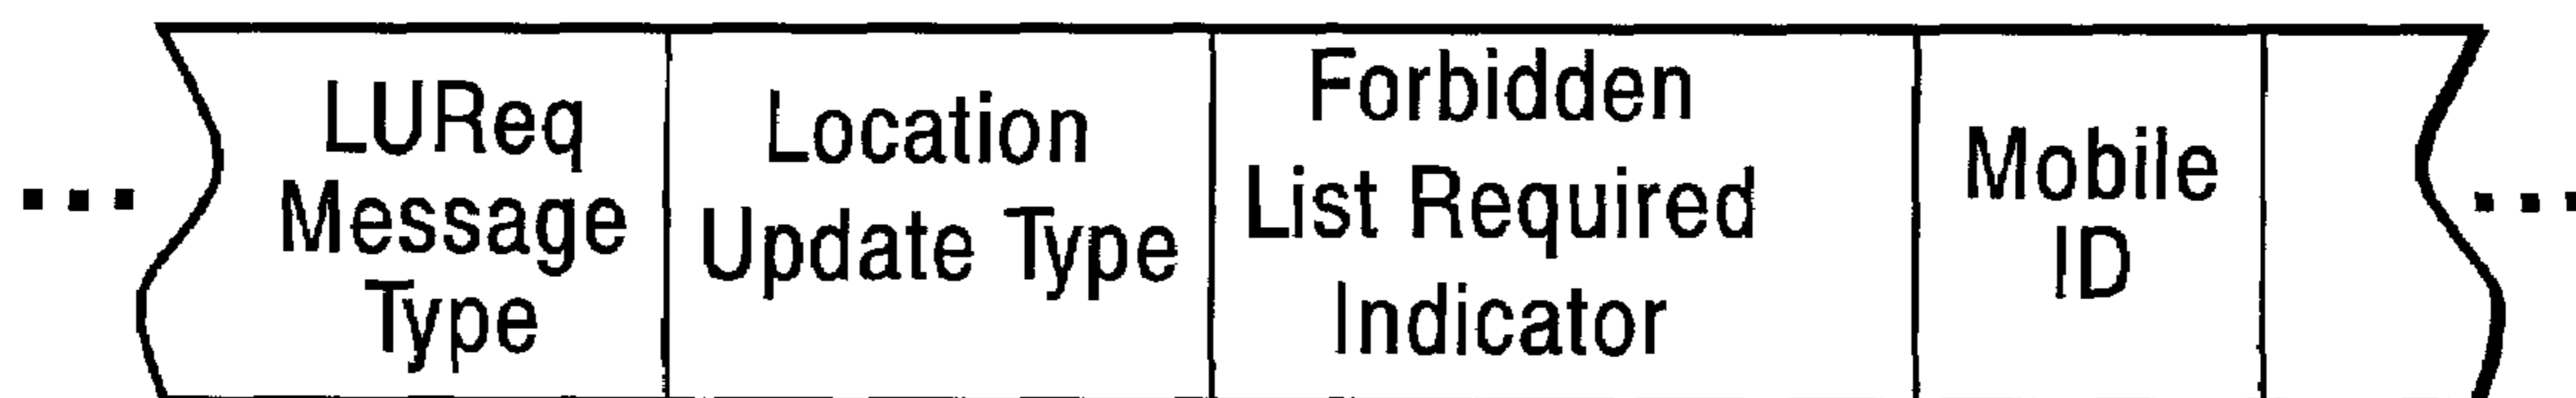 LUReq
Message
Type
Location
Update Type
Forbidden
List Required
Indicator
Mobile
ID